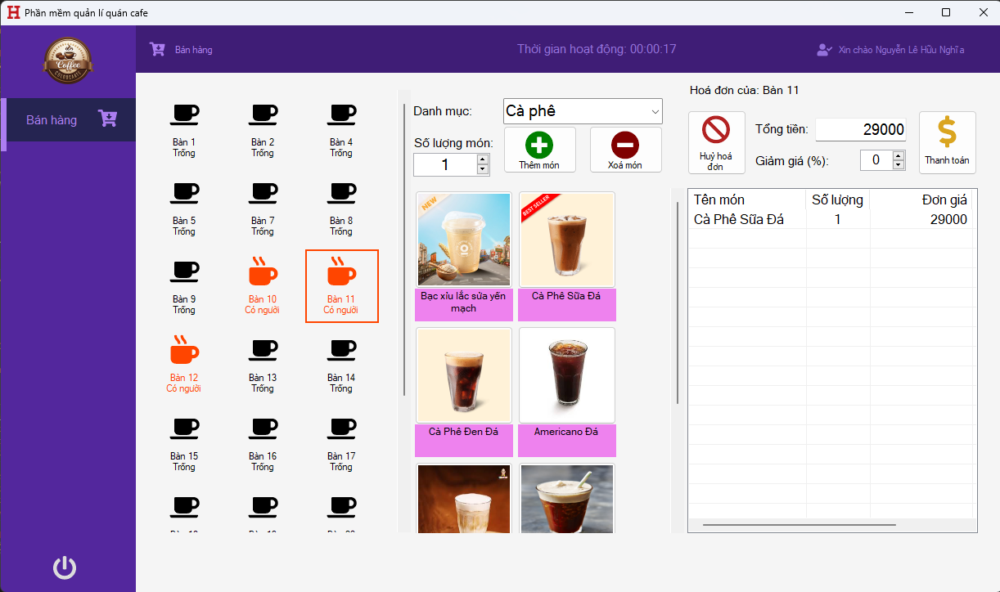 Phần mềm quản lí quán cafe
Coffee
Bán hàng
Thời gian hoạt động: 00:00:17
Xin chào Nguyễn Lê Hữu Nghĩa
Bán hàng
Bàn 1
Trống
Bàn 2
Trống
Bàn 4
Trống
Bàn 5
Trống
Bàn 7
Trống
Bàn 8
Trống
Bàn 9
Trống
Bàn 10
Có người
Bàn 11
Có người
Bàn 12
Có người
Bàn 13
Trống
Bàn 14
Trống
Bàn 15
Trống
Bàn 16
Trống
Bàn 17
Trống
Danh mục:
Cà phê
Số lượng món:
1
Thêm món
Xoá món
NEW
Bạc xỉu lắc sữa yến
mạch
BEST SELLER
Cà Phê Sữa Đá
Cà Phê Đen Đá
Americano Đá
Hoá đơn của: Bàn 11
Huỷ hoá
đơn
Tổng tiền:
29000
Giảm giá (%):
0
Thanh toán
Tên món Số lượng Đơn giá
Cà Phê Sữa Đá 1 29000